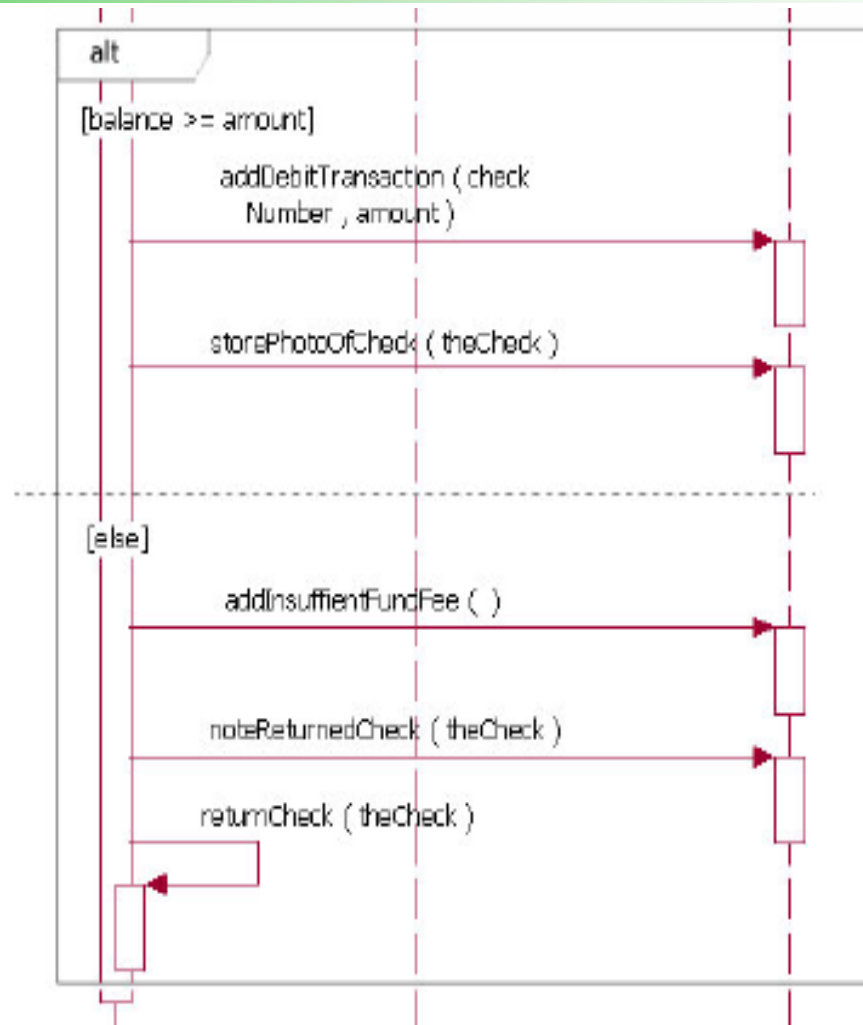 alt
[balance >= amount]
addDebitTransaction ( check
Number , amount )
storePhotoOfCheck ( theCheck )
[else]
addInsuffientFundFee ( )
noteReturnedCheck ( theCheck )
returnCheck ( theCheck )